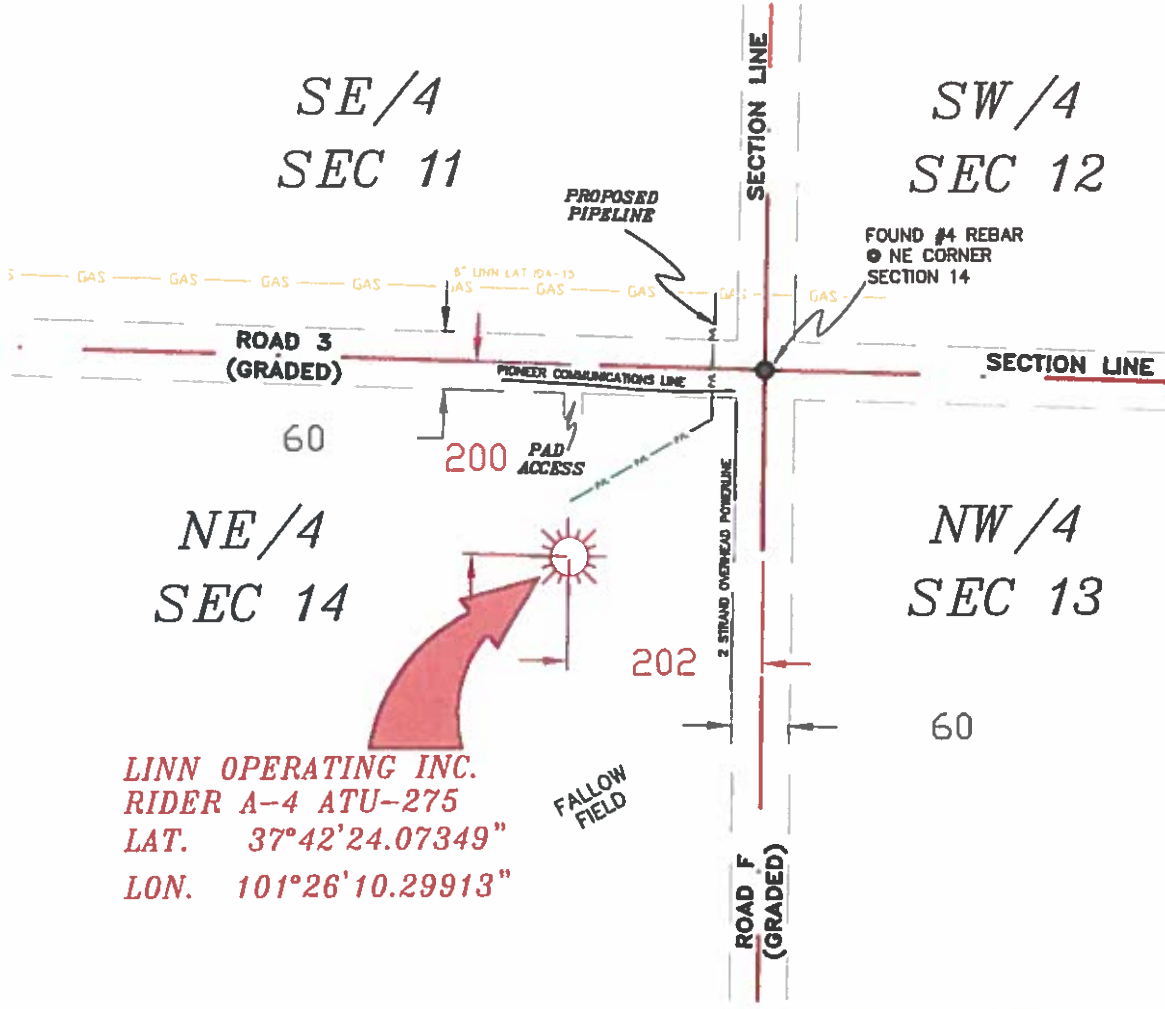 SE/4
SEC 11
SECTION LINE
SW/4
SEC 12
PROPOSED
PIPELINE
FOUND #4 REBAR
@ NE CORNER
SECTION 14
GAS GAS GAS GAS GAS GAS GAS GAS GAS
ROAD 3
(GRADED)
PIONEER COMMUNICATIONS LINE
SECTION LINE
60
200
PAD
ACCESS
NE/4
SEC 14
2 STRAND OVERHEAD POWERLINE
NW/4
SEC 13
202
60
LINN OPERATING INC.
RIDER A-4 ATU-275
LAT. 37°42'24.07349"
LON. 101°26'10.29913"
FALLOW
FIELD
ROAD F
(GRADED)